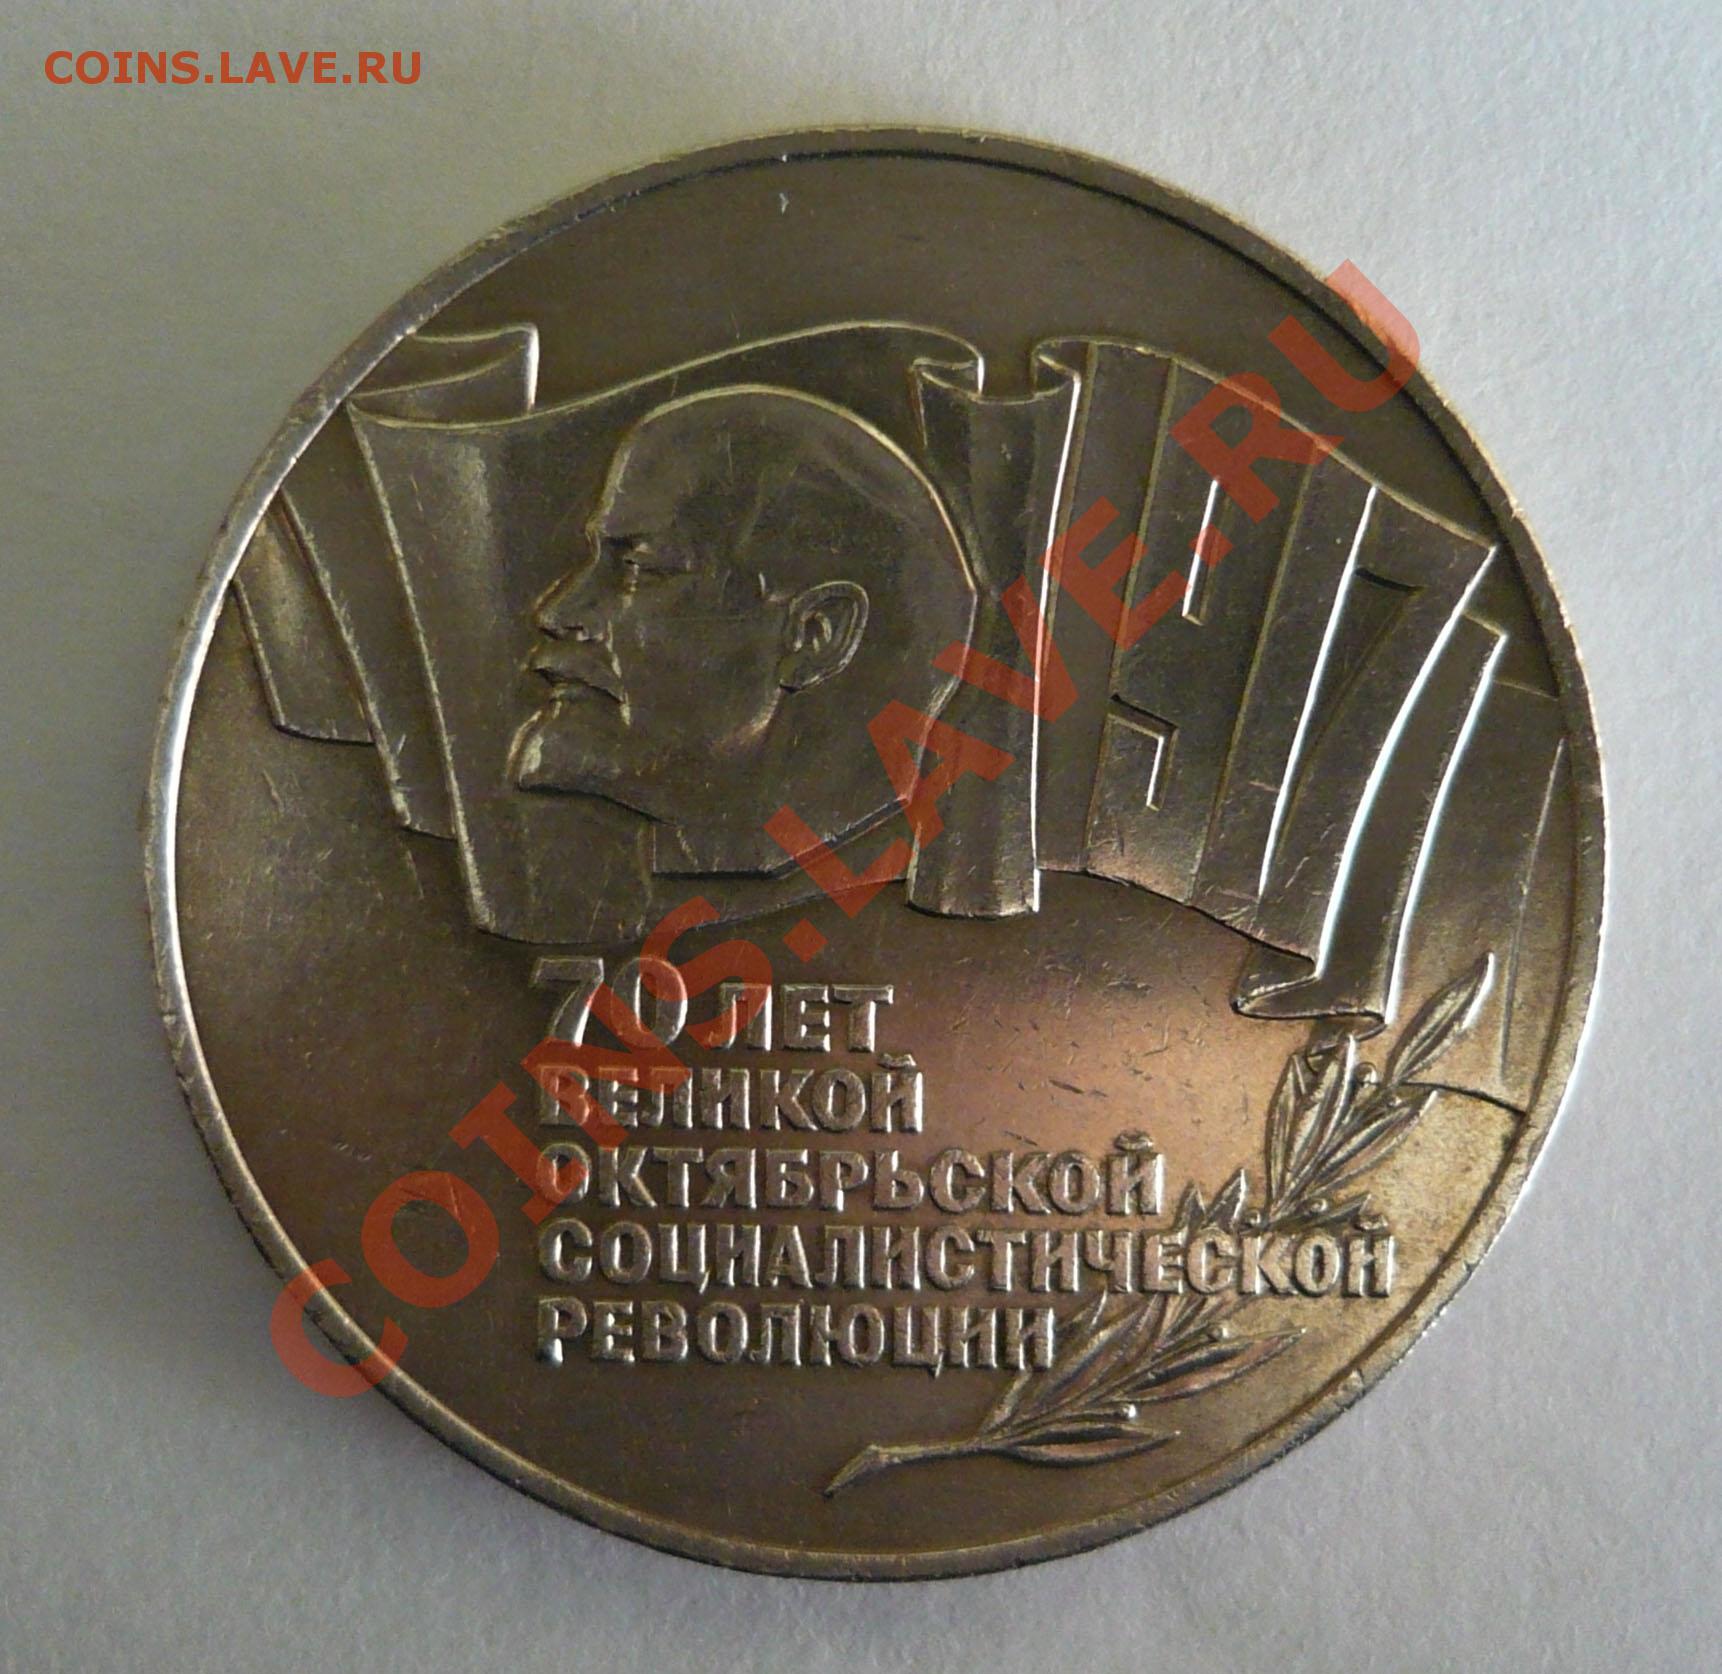 COINS.LAVE.RU
1917
70 ЛЕТ
ВЕЛИКОЙ
ОКТЯБРЬСКОЙ
СОЦИАЛИСТИЧЕСКОЙ
РЕВОЛЮЦИИ
COINS.LAVE.RU